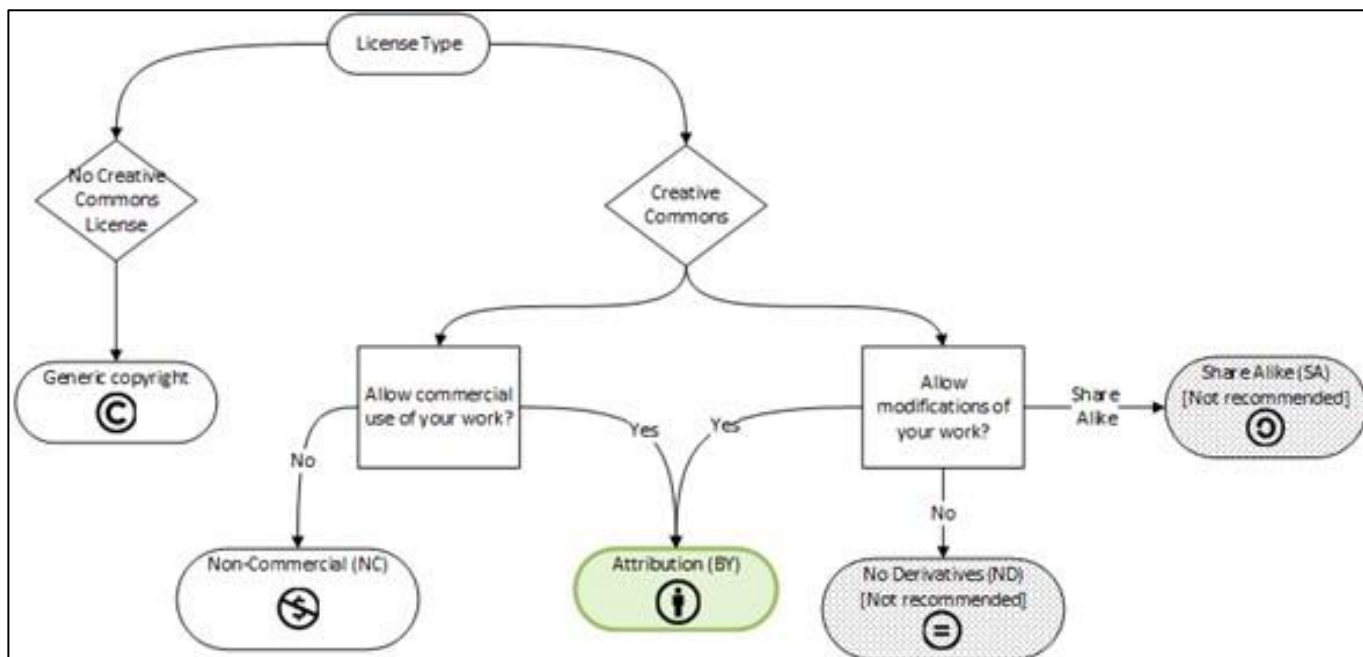 License Type
No Creative
Commons
License
Creative
Commons
Generic copyright
Allow commercial
use of your work?
Allow
modifications of
your work?
Share Alike (SA)
[Not recommended]
Share
Alike
Yes
Yes
No
No
Non-Commercial (NC)
Attribution (BY)
No Derivatives (ND)
[Not recommended]